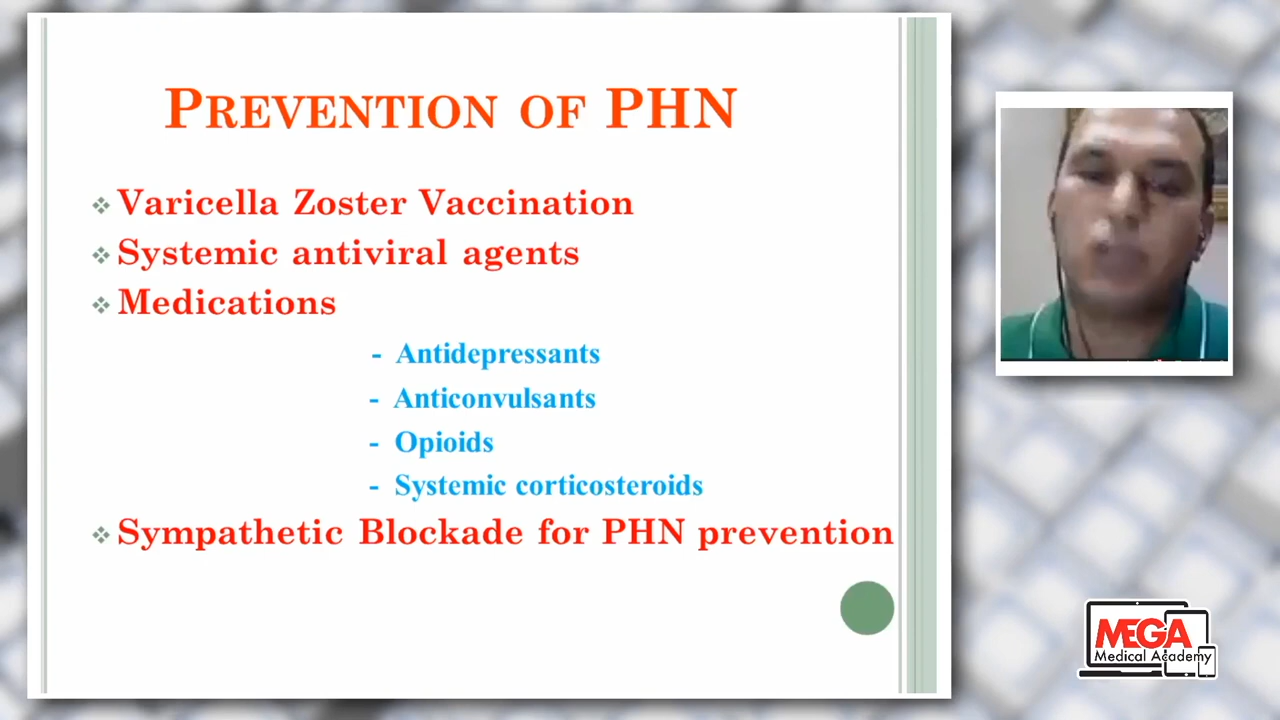 PREVENTION OF PHN
Varicella Zoster Vaccination
Systemic antiviral agents
Medications
- Antidepressants
- Anticonvulsants
- Opioids
- Systemic corticosteroids
Sympathetic Blockade for PHN prevention
MEGA
Medical Academy